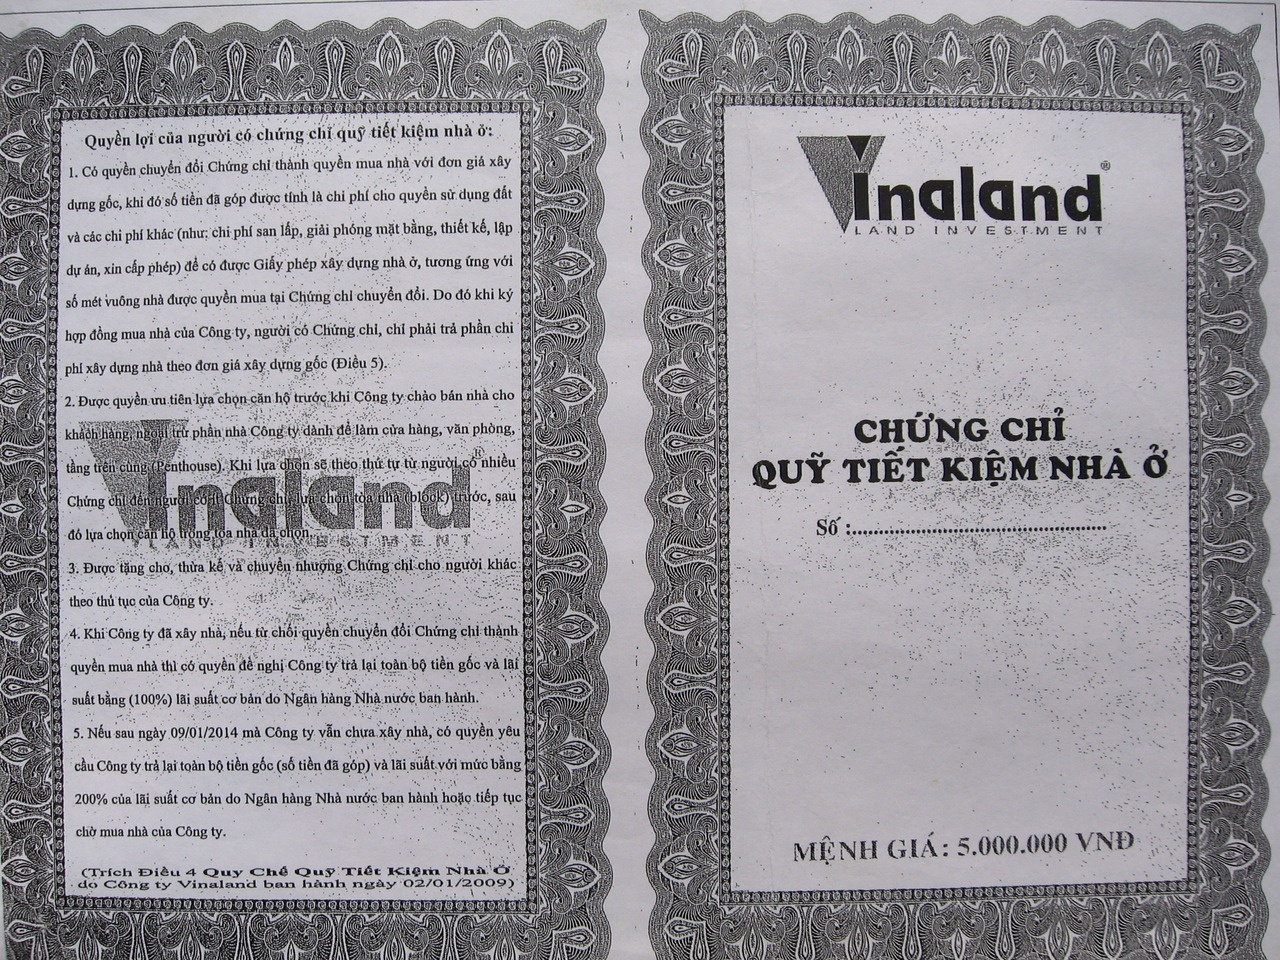 Quyền lợi của người có chứng chỉ quỹ tiết kiệm nhà ở:
1. Có quyền chuyển đổi Chứng chỉ thành quyền mua nhà với đơn giá xây
dựng gốc, khi đó số tiền đã góp được tính là chi phí cho quyền sử dụng đất
và các chi phí khác (như: chi phí san lấp, giải phóng mặt bằng, thiết kế, lập
dự án, xin cấp phép) để có được Giấy phép xây dựng nhà ở, tương ứng với
số mét vuông nhà được quyền mua tại Chứng chỉ chuyển đổi. Do đó khi ký
hợp đồng mua nhà của Công ty, người có Chứng chỉ, chỉ phải trả phần chi
phí xây dựng nhà theo đơn giá xây dựng gốc (Điều 5).
2. Được quyền ưu tiên lựa chọn căn hộ trước khi Công ty chào bán nhà cho
khách hàng, ngoại trừ phần nhà Công ty dành để làm cửa hàng, văn phòng,
tầng trên cùng (Penthouse). Khi lựa chọn sẽ theo thứ tự từ người có nhiều
Chứng chỉ đến người có ít Chứng chỉ, lựa chọn tòa nhà (block) trước, sau
đó lựa chọn căn hộ trong tòa nhà đã chọn.
3. Được tặng cho, thừa kế và chuyển nhượng Chứng chỉ cho người khác
theo thủ tục của Công ty.
4. Khi Công ty đã xây nhà, nếu từ chối quyền chuyển đổi Chứng chỉ thành
quyền mua nhà thì có quyền đề nghị Công ty trả lại toàn bộ tiền gốc và lãi
suất bằng (100%) lãi suất cơ bản do Ngân hàng Nhà nước ban hành.
5. Nếu sau ngày 09/01/2014 mà Công ty vẫn chưa xây nhà, có quyền yêu
cầu Công ty trả lại toàn bộ tiền gốc (số tiền đã góp) và lãi suất với mức bằng
200% của lãi suất cơ bản do Ngân hàng Nhà nước ban hành hoặc tiếp tục
chờ mua nhà của Công ty.
(Trích Điều 4 Quy Chế Quỹ Tiết Kiệm Nhà Ở
do Công ty Vinaland ban hành ngày 02/01/2009)
Vinaland®
LAND INVESTMENT
Vinaland®
LAND INVESTMENT
CHỨNG CHỈ
QUỸ TIẾT KIỆM NHÀ Ở
Số :..............................................
MỆNH GIÁ: 5.000.000 VNĐ